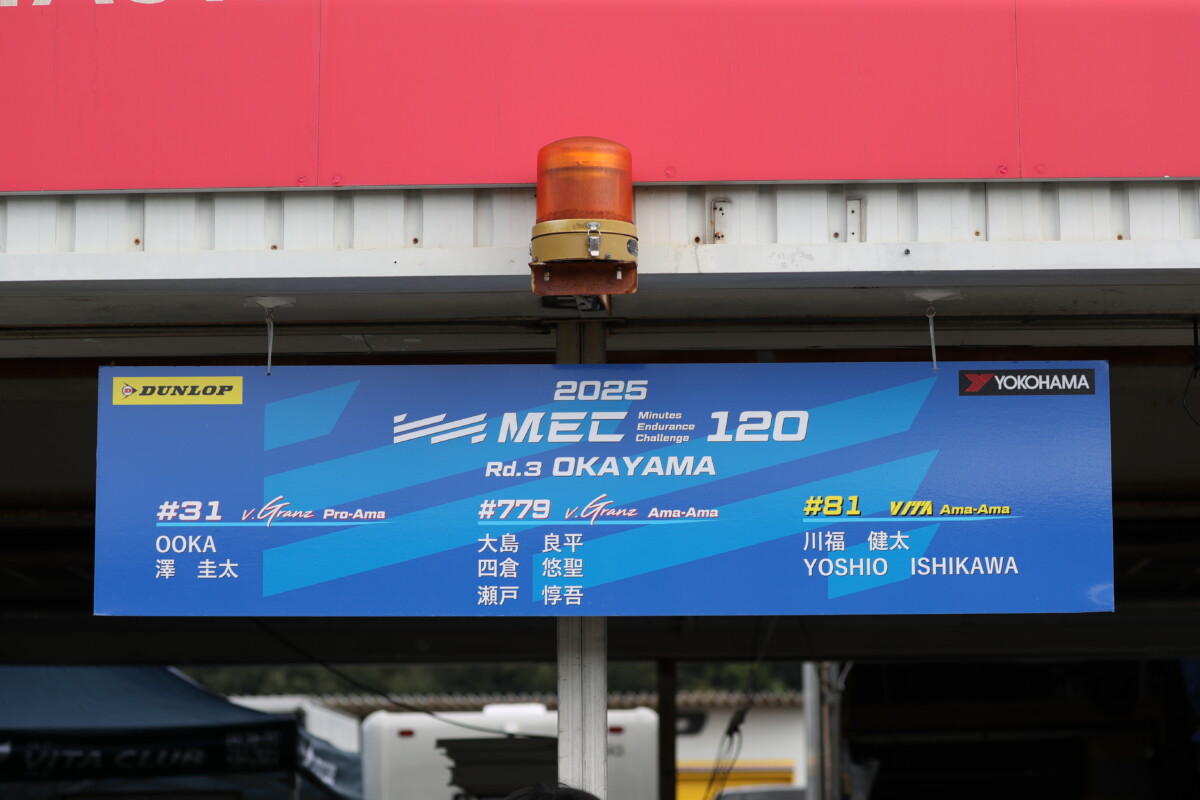 DUNLOP
YOKOHAMA
2025
MEC Minutes Endurance Challenge 120
Rd.3 OKAYAMA
#31 v.Granz Pro-Ama
OOKA
澤 圭太
#779 v.Granz Ama-Ama
大島 良平
四倉 悠聖
瀬戸 惇吾
#81 VITA Ama-Ama
川福 健太
YOSHIO ISHIKAWA
VITA CLUB